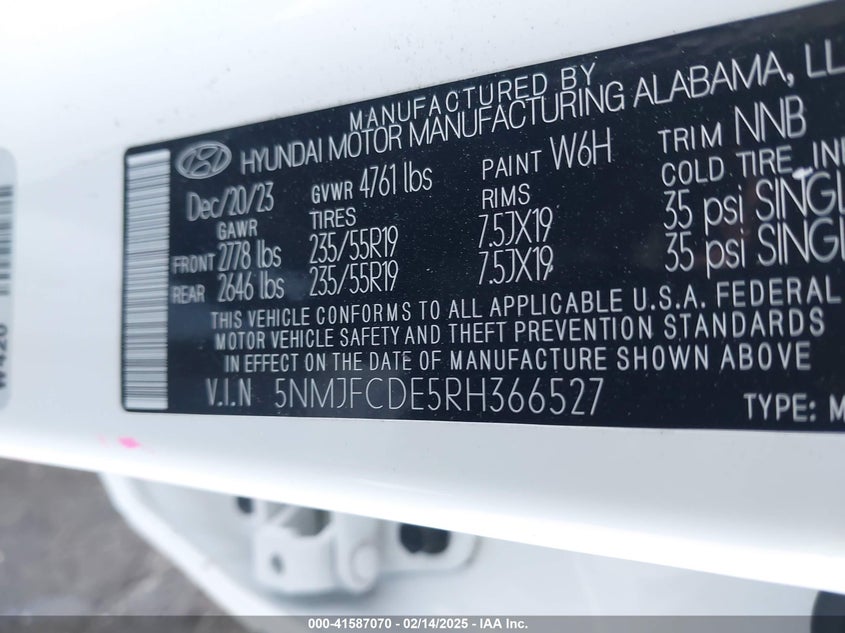 MANUFACTURED BY
HYUNDAI MOTOR MANUFACTURING ALABAMA, LL
Dec/20/23 GVWR 4761 lbs PAINT W6H TRIM NNB
GAWR TIRES RIMS COLD TIRE, IN
FRONT 2778 lbs 235/55R19 7.5JX19 35 psi SINGL
REAR 2646 lbs 235/55R19 7.5JX19 35 psi SINGL
THIS VEHICLE CONFORMS TO ALL APPLICABLE U.S.A. FEDERAL
MOTOR VEHICLE SAFETY AND THEFT PREVENTION STANDARDS
IN EFFECT ON THE DATE OF MANUFACTURE SHOWN ABOVE
V.I.N 5NMJFCDE5RH366527 TYPE: M
000-41587070 — 02/14/2025 — IAA Inc.